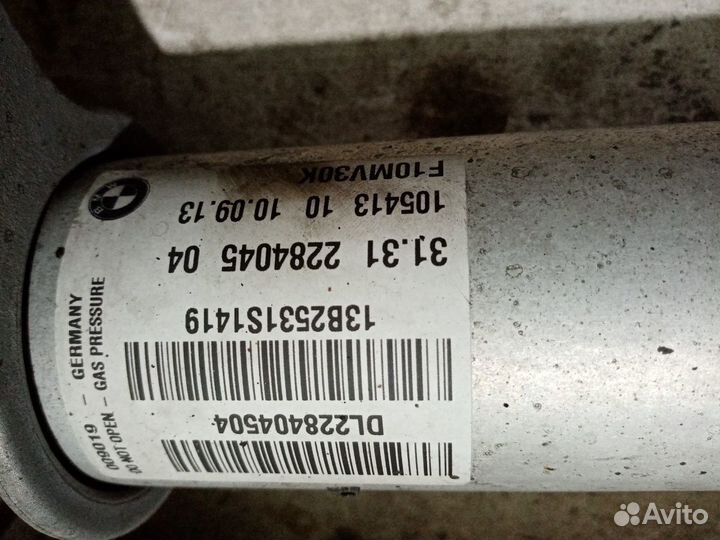 F10MV30K
105413 10 10.09.13
31.31 2284045 04
13B2531S1419
DL228404504
009019 - GERMANY
DO NOT OPEN - GAS PRESSURE
Avito